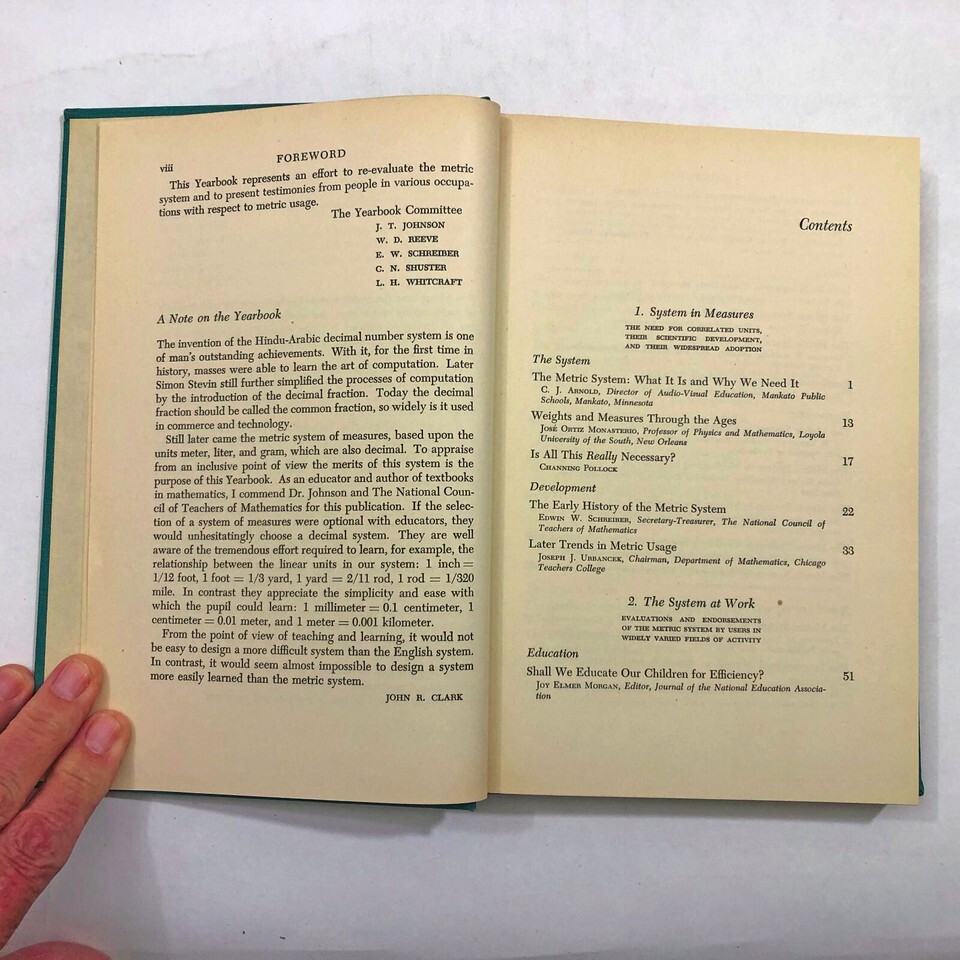 viii
FOREWORD
This Yearbook represents an effort to re-evaluate the metric
system and to present testimonies from people in various occupa-
tions with respect to metric usage.
The Yearbook Committee
J. T. JOHNSON
W. D. REEVE
E. W. SCHREIBER
C. N. SHUSTER
L. H. WHITCRAFT
A Note on the Yearbook
The invention of the Hindu-Arabic decimal number system is one
of man's outstanding achievements. With it, for the first time in
history, masses were able to learn the art of computation. Later
Simon Stevin still further simplified the processes of computation
by the introduction of the decimal fraction. Today the decimal
fraction should be called the common fraction, so widely is it used
in commerce and technology.
Still later came the metric system of measures, based upon the
units meter, liter, and gram, which are also decimal. To appraise
from an inclusive point of view the merits of this system is the
purpose of this Yearbook. As an educator and author of textbooks
in mathematics, I commend Dr. Johnson and The National Coun-
cil of Teachers of Mathematics for this publication. If the selec-
tion of a system of measures were optional with educators, they
would unhesitatingly choose a decimal system. They are well
aware of the tremendous effort required to learn, for example, the
relationship between the linear units in our system: 1 inch =
1/12 foot, 1 foot = 1/3 yard, 1 yard = 2/11 rod, 1 rod = 1/320
mile. In contrast they appreciate the simplicity and ease with
which the pupil could learn: 1 millimeter = 0.1 centimeter, 1
centimeter = 0.01 meter, and 1 meter = 0.001 kilometer.
From the point of view of teaching and learning, it would not
be easy to design a more difficult system than the English system.
In contrast, it would seem almost impossible to design a system
more easily learned than the metric system.
JOHN R. CLARK
Contents
1. System in Measures
THE NEED FOR CORRELATED UNITS,
THEIR SCIENTIFIC DEVELOPMENT,
AND THEIR WIDESPREAD ADOPTION
The System
The Metric System: What It Is and Why We Need It 1
C. J. ARNOLD, Director of Audio-Visual Education, Mankato Public
Schools, Mankato, Minnesota
Weights and Measures Through the Ages 13
JOSÉ ORTIZ MONASTERIO, Professor of Physics and Mathematics, Loyola
University of the South, New Orleans
Is All This Really Necessary? 17
CHANNING POLLOCK
Development
The Early History of the Metric System 22
EDWIN W. SCHREIBER, Secretary-Treasurer, The National Council of
Teachers of Mathematics
Later Trends in Metric Usage 33
JOSEPH J. URBANCEK, Chairman, Department of Mathematics, Chicago
Teachers College
2. The System at Work
EVALUATIONS AND ENDORSEMENTS
OF THE METRIC SYSTEM BY USERS IN
WIDELY VARIED FIELDS OF ACTIVITY
Education
Shall We Educate Our Children for Efficiency? 51
JOY ELMER MORGAN, Editor, Journal of the National Education Associa-
tion